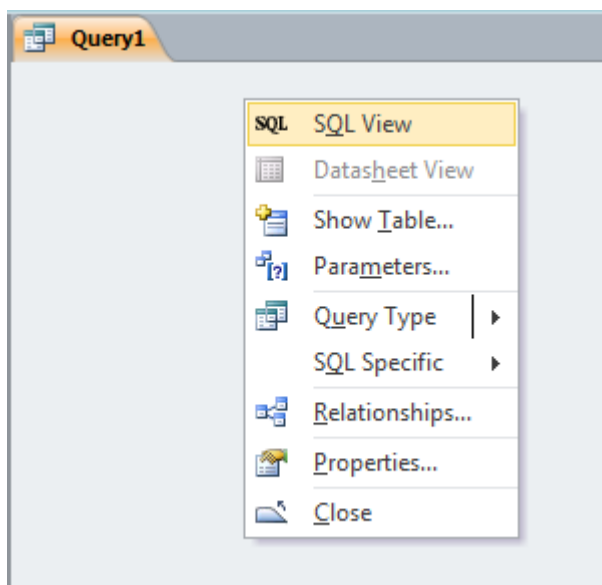 Query1
SQL SQL View
Datasheet View
Show Table...
[?] Parameters...
Query Type
SQL Specific
Relationships...
Properties...
Close